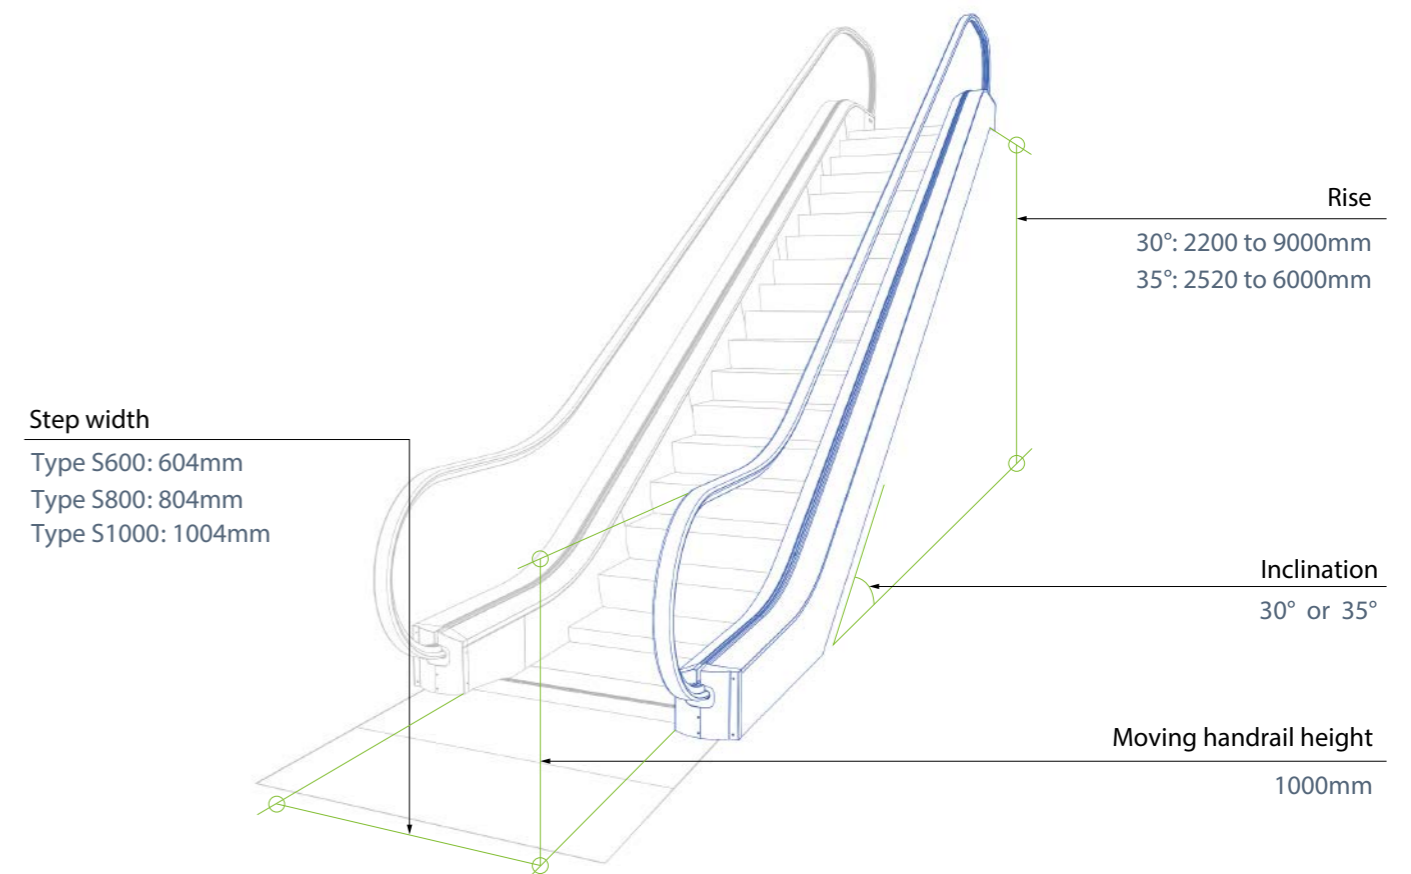 Rise
30°: 2200 to 9000mm
35°: 2520 to 6000mm
Step width
Type S600: 604mm
Type S800: 804mm
Type S1000: 1004mm
Inclination
30° or 35°
Moving handrail height
1000mm